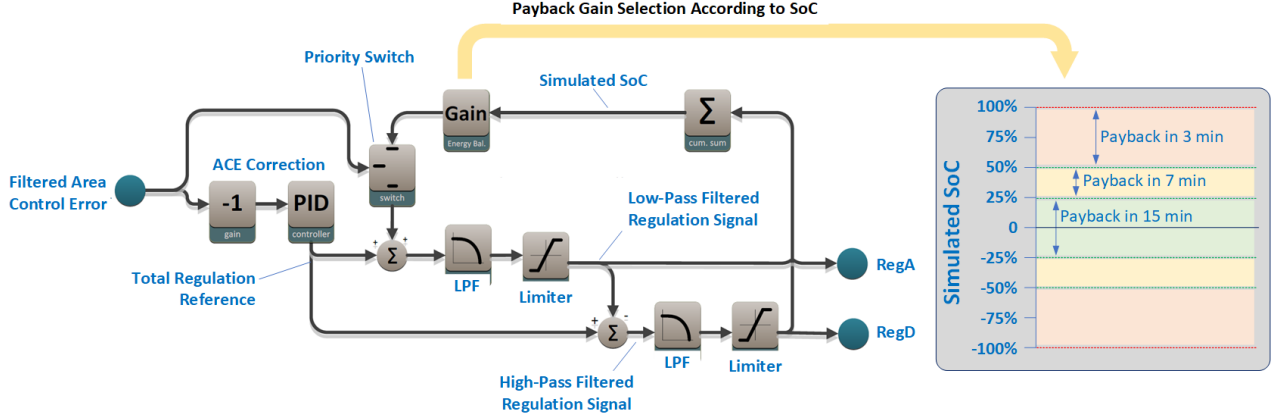 Payback Gain Selection According to SoC
Priority Switch
Simulated SoC
Gain
Energy Bal.
Σ
cum. sum
ACE Correction
Filtered Area
Control Error
-1
gain
PID
controller
switch
Low-Pass Filtered
Regulation Signal
+
+
Σ
LPF
Limiter
RegA
Total Regulation
Reference
+
-
Σ
LPF
Limiter
RegD
High-Pass Filtered
Regulation Signal
Simulated SoC
100%
75%
50%
25%
0
-25%
-50%
-75%
-100%
Payback in 3 min
Payback in 7 min
Payback in 15 min